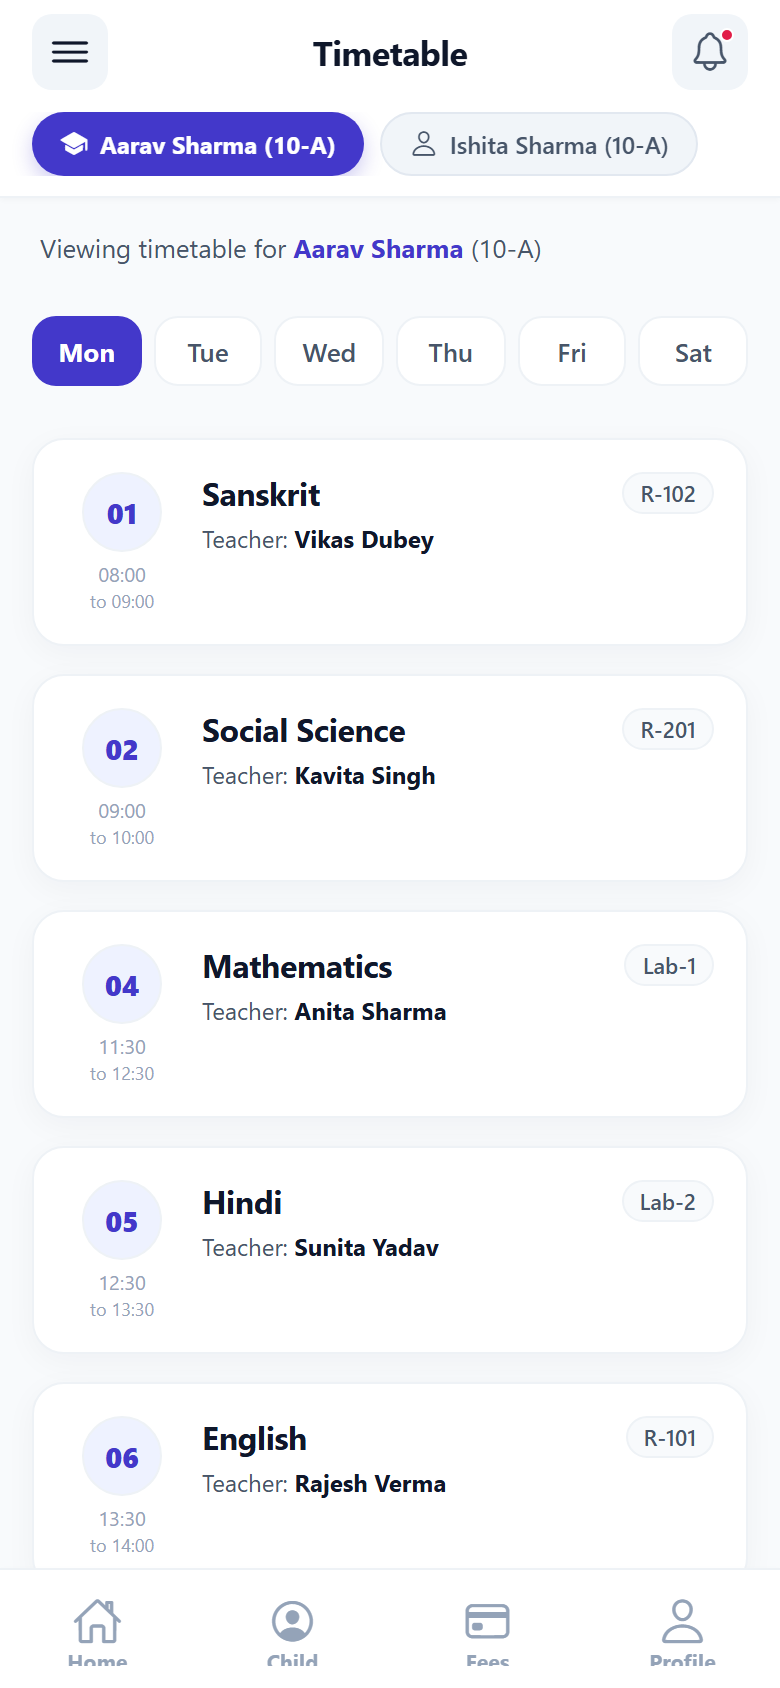 Timetable
Aarav Sharma (10-A)
Ishita Sharma (10-A)
Viewing timetable for Aarav Sharma (10-A)
Mon
Tue
Wed
Thu
Fri
Sat
01
Sanskrit
R-102
Teacher: Vikas Dubey
08:00
to 09:00
02
Social Science
R-201
Teacher: Kavita Singh
09:00
to 10:00
04
Mathematics
Lab-1
Teacher: Anita Sharma
11:30
to 12:30
05
Hindi
Lab-2
Teacher: Sunita Yadav
12:30
to 13:30
06
English
R-101
Teacher: Rajesh Verma
13:30
to 14:00
Home
Child
Fees
Profile